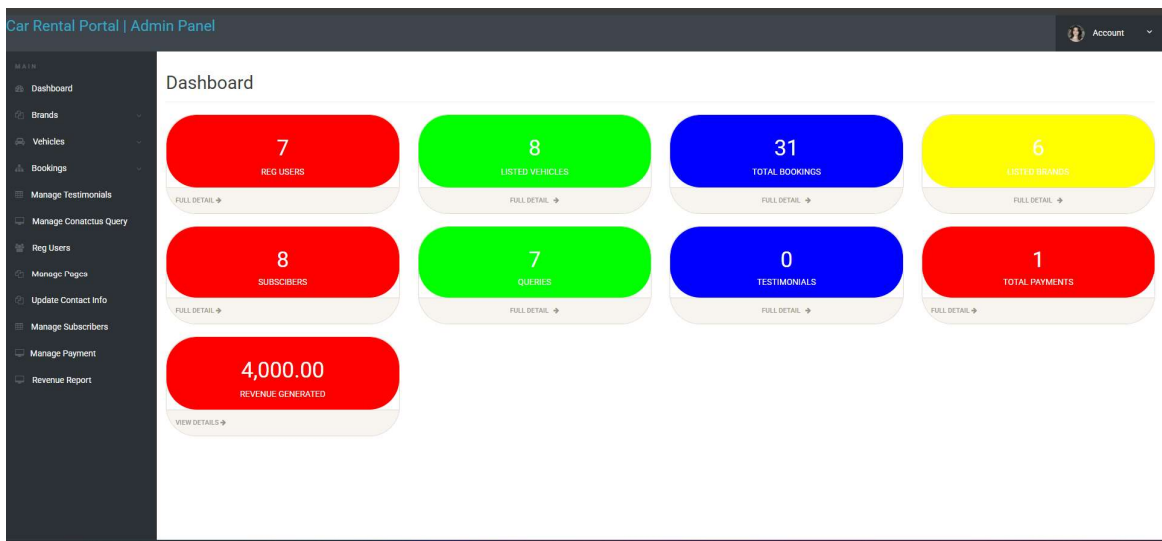 Car Rental Portal | Admin Panel
Account
MAIN
Dashboard
Brands
Vehicles
Bookings
Manage Testimonials
Manage Conatctus Query
Reg Users
Manage Pages
Update Contact Info
Manage Subscribers
Manage Payment
Revenue Report
Dashboard
7
REG USERS
FULL DETAIL
8
LISTED VEHICLES
FULL DETAIL
31
TOTAL BOOKINGS
FULL DETAIL
6
LISTED BRANDS
FULL DETAIL
8
SUBSCIBERS
FULL DETAIL
7
QUERIES
FULL DETAIL
0
TESTIMONIALS
FULL DETAIL
1
TOTAL PAYMENTS
FULL DETAIL
4,000.00
REVENUE GENERATED
VIEW DETAILS